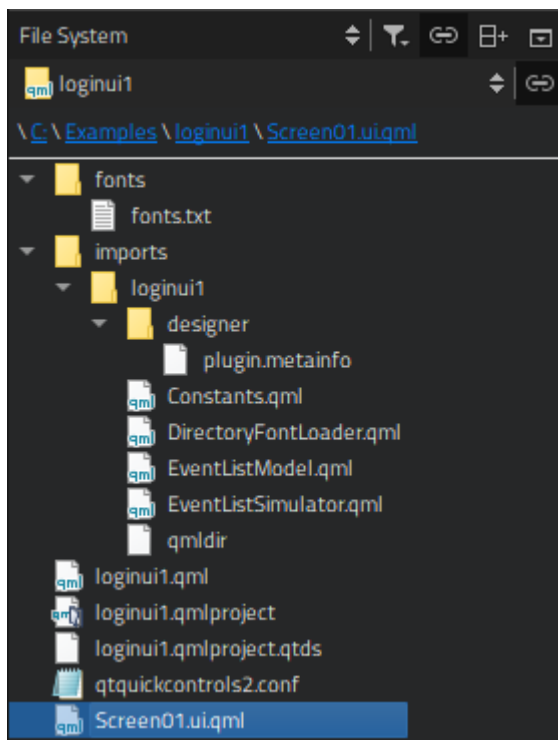 File System
loginui1
\C:\Examples\loginui1\Screen01.ui.qml
fonts
fonts.txt
imports
loginui1
designer
plugin.metainfo
Constants.qml
DirectoryFontLoader.qml
EventListModel.qml
EventListSimulator.qml
qmldir
loginui1.qml
loginui1.qmlproject
loginui1.qmlproject.qtds
qtquickcontrols2.conf
Screen01.ui.qml